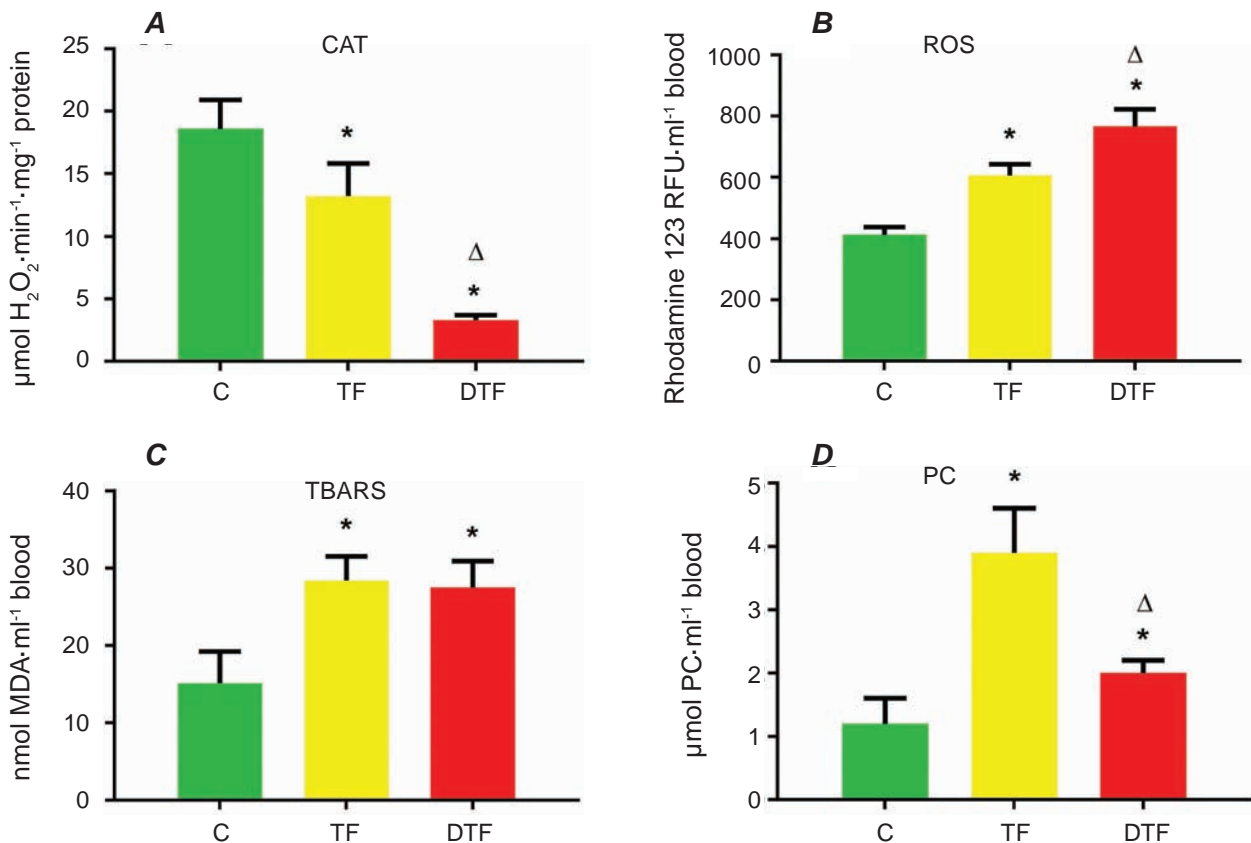 A
CAT
25
20
15
10
5
0
µmol H₂O₂·min⁻¹·mg⁻¹ protein
*
Δ
*
C TF DTF
B
ROS
1000
800
600
400
200
0
Rhodamine 123 RFU·ml⁻¹ blood
*
Δ
*
C TF DTF
C
TBARS
40
30
20
10
0
nmol MDA·ml⁻¹ blood
* *
C TF DTF
D
PC
5
4
3
2
1
0
µmol PC·ml⁻¹ blood
*
Δ
*
C TF DTF